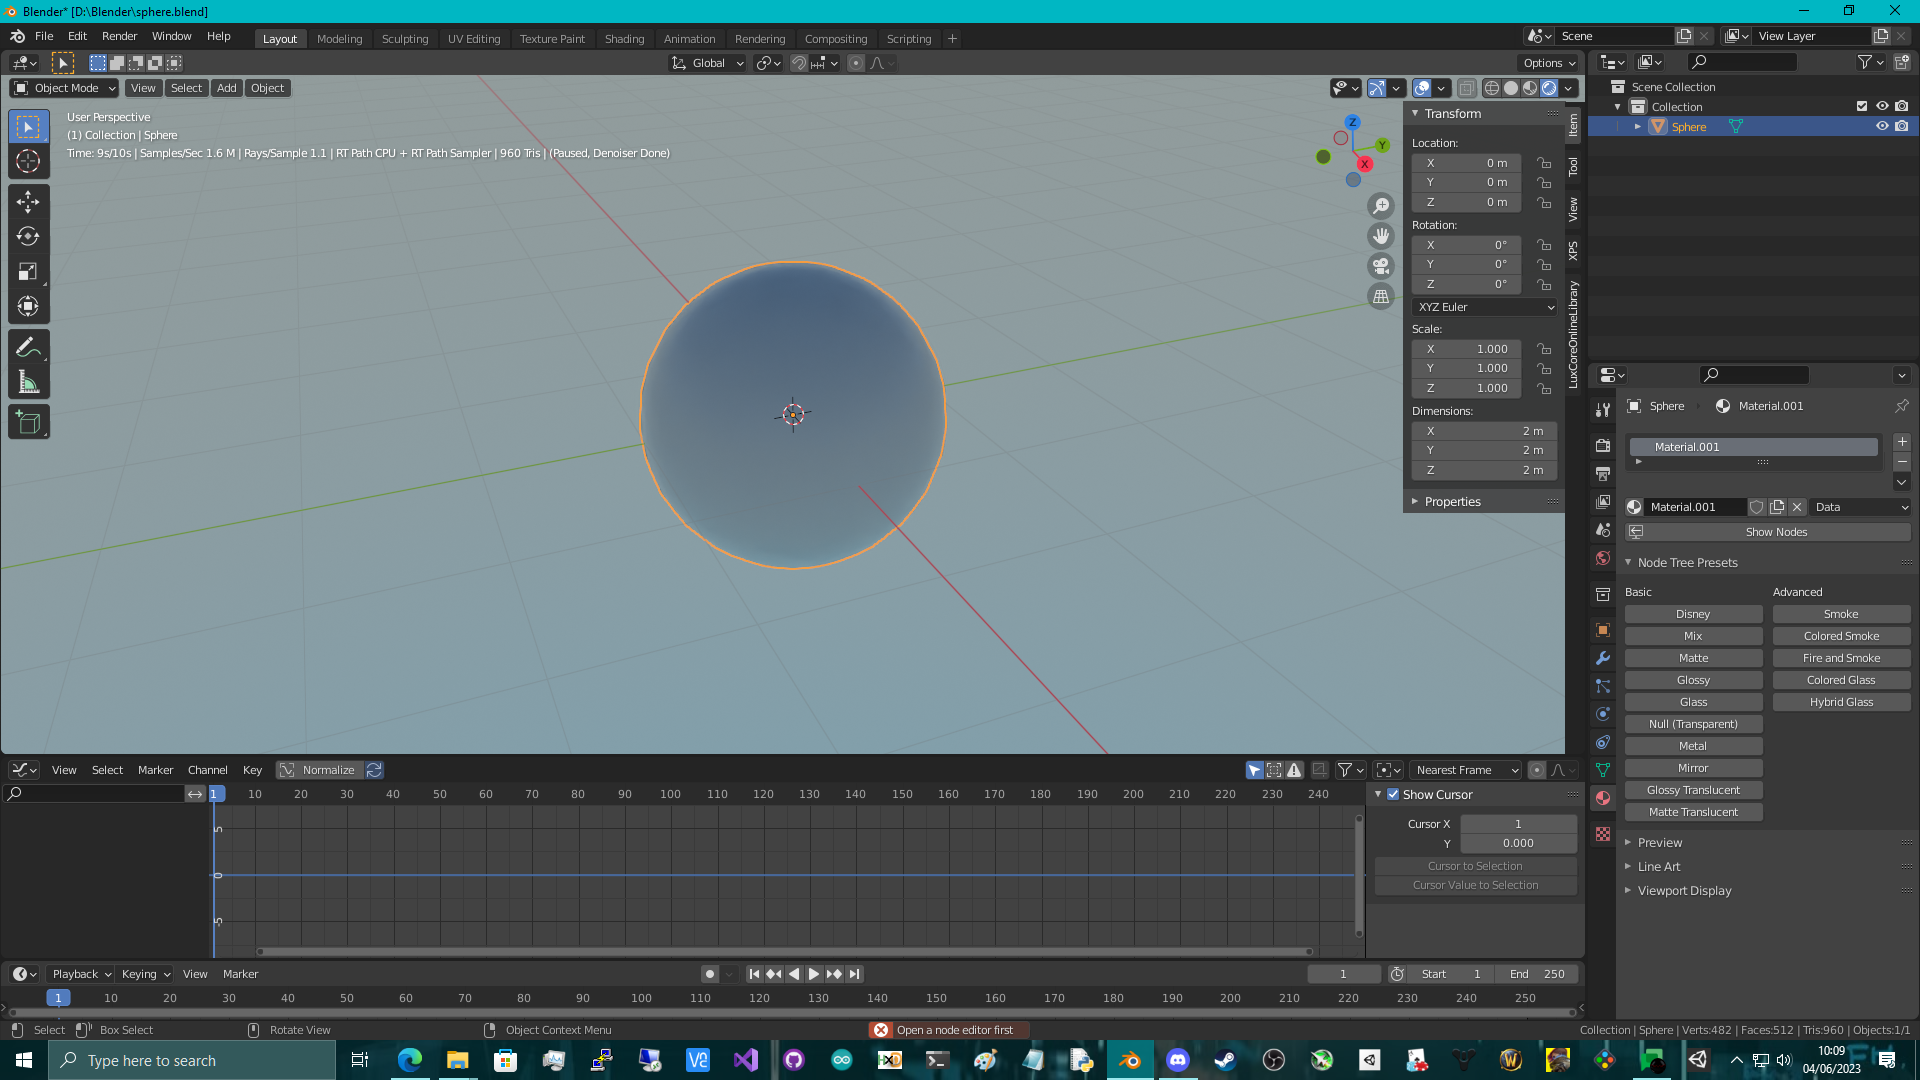 Blender* [D:\Blender\sphere.blend]
File Edit Render Window Help
Layout Modeling Sculpting UV Editing Texture Paint Shading Animation Rendering Compositing Scripting +
Scene
View Layer
Global
Options
Object Mode View Select Add Object
User Perspective
(1) Collection | Sphere
Time: 9s/10s | Samples/Sec 1.6 M | Rays/Sample 1.1 | RT Path CPU + RT Path Sampler | 960 Tris | (Paused, Denoiser Done)
Z
Y
X
Transform
Location:
X 0 m
Y 0 m
Z 0 m
Rotation:
X 0°
Y 0°
Z 0°
XYZ Euler
Scale:
X 1.000
Y 1.000
Z 1.000
Dimensions:
X 2 m
Y 2 m
Z 2 m
Properties
Item
Tool
View
XPS
LuxCoreOnlineLibrary
Scene Collection
Collection
Sphere
Sphere Material.001
Material.001
Material.001 Data
Show Nodes
Node Tree Presets
Basic Advanced
Disney Smoke
Mix Colored Smoke
Matte Fire and Smoke
Glossy Colored Glass
Glass Hybrid Glass
Null (Transparent)
Metal
Mirror
Glossy Translucent
Matte Translucent
Preview
Line Art
Viewport Display
View Select Marker Channel Key Normalize Nearest Frame
1 10 20 30 40 50 60 70 80 90 100 110 120 130 140 150 160 170 180 190 200 210 220 230 240
5
0
-5
Show Cursor
Cursor X 1
Y 0.000
Cursor to Selection
Cursor Value to Selection
Playback Keying View Marker
1 Start 1 End 250
1 10 20 30 40 50 60 70 80 90 100 110 120 130 140 150 160 170 180 190 200 210 220 230 240 250
Select Box Select Rotate View Object Context Menu
Open a node editor first
Collection | Sphere | Verts:482 | Faces:512 | Tris:960 | Objects:1/1
Type here to search
10:09
04/06/2023